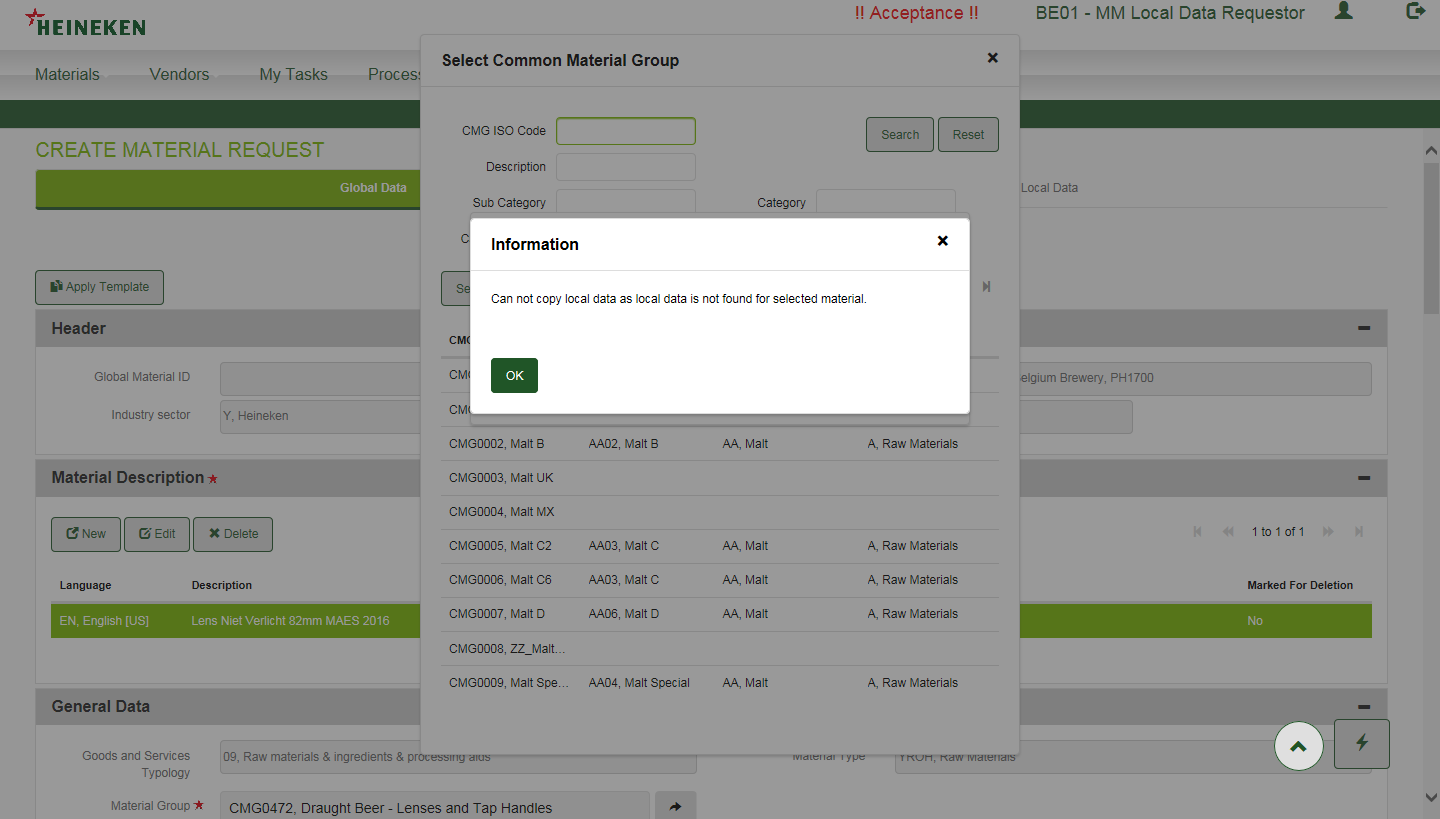 HEINEKEN
!! Acceptance !!
BE01 - MM Local Data Requestor
Materials
Vendors
My Tasks
Process
Select Common Material Group
CMG ISO Code
Search
Reset
CREATE MATERIAL REQUEST
Description
Global Data
Local Data
Sub Category
Category
Information
Can not copy local data as local data is not found for selected material.
OK
Apply Template
Header
Global Material ID
elgium Brewery, PH1700
Industry sector
Y, Heineken
CMG0002, Malt B
AA02, Malt B
AA, Malt
A, Raw Materials
CMG0003, Malt UK
CMG0004, Malt MX
CMG0005, Malt C2
AA03, Malt C
AA, Malt
A, Raw Materials
CMG0006, Malt C6
AA03, Malt C
AA, Malt
A, Raw Materials
CMG0007, Malt D
AA06, Malt D
AA, Malt
A, Raw Materials
CMG0008, ZZ_Malt...
CMG0009, Malt Spe...
AA04, Malt Special
AA, Malt
A, Raw Materials
Material Description
New
Edit
Delete
1 to 1 of 1
Language
Description
Marked For Deletion
EN, English [US]
Lens Niet Verlicht 82mm MAES 2016
No
General Data
Goods and Services
Typology
09, Raw materials & ingredients & processing aids
Material Type
YROH, Raw Materials
Material Group
CMG0472, Draught Beer - Lenses and Tap Handles